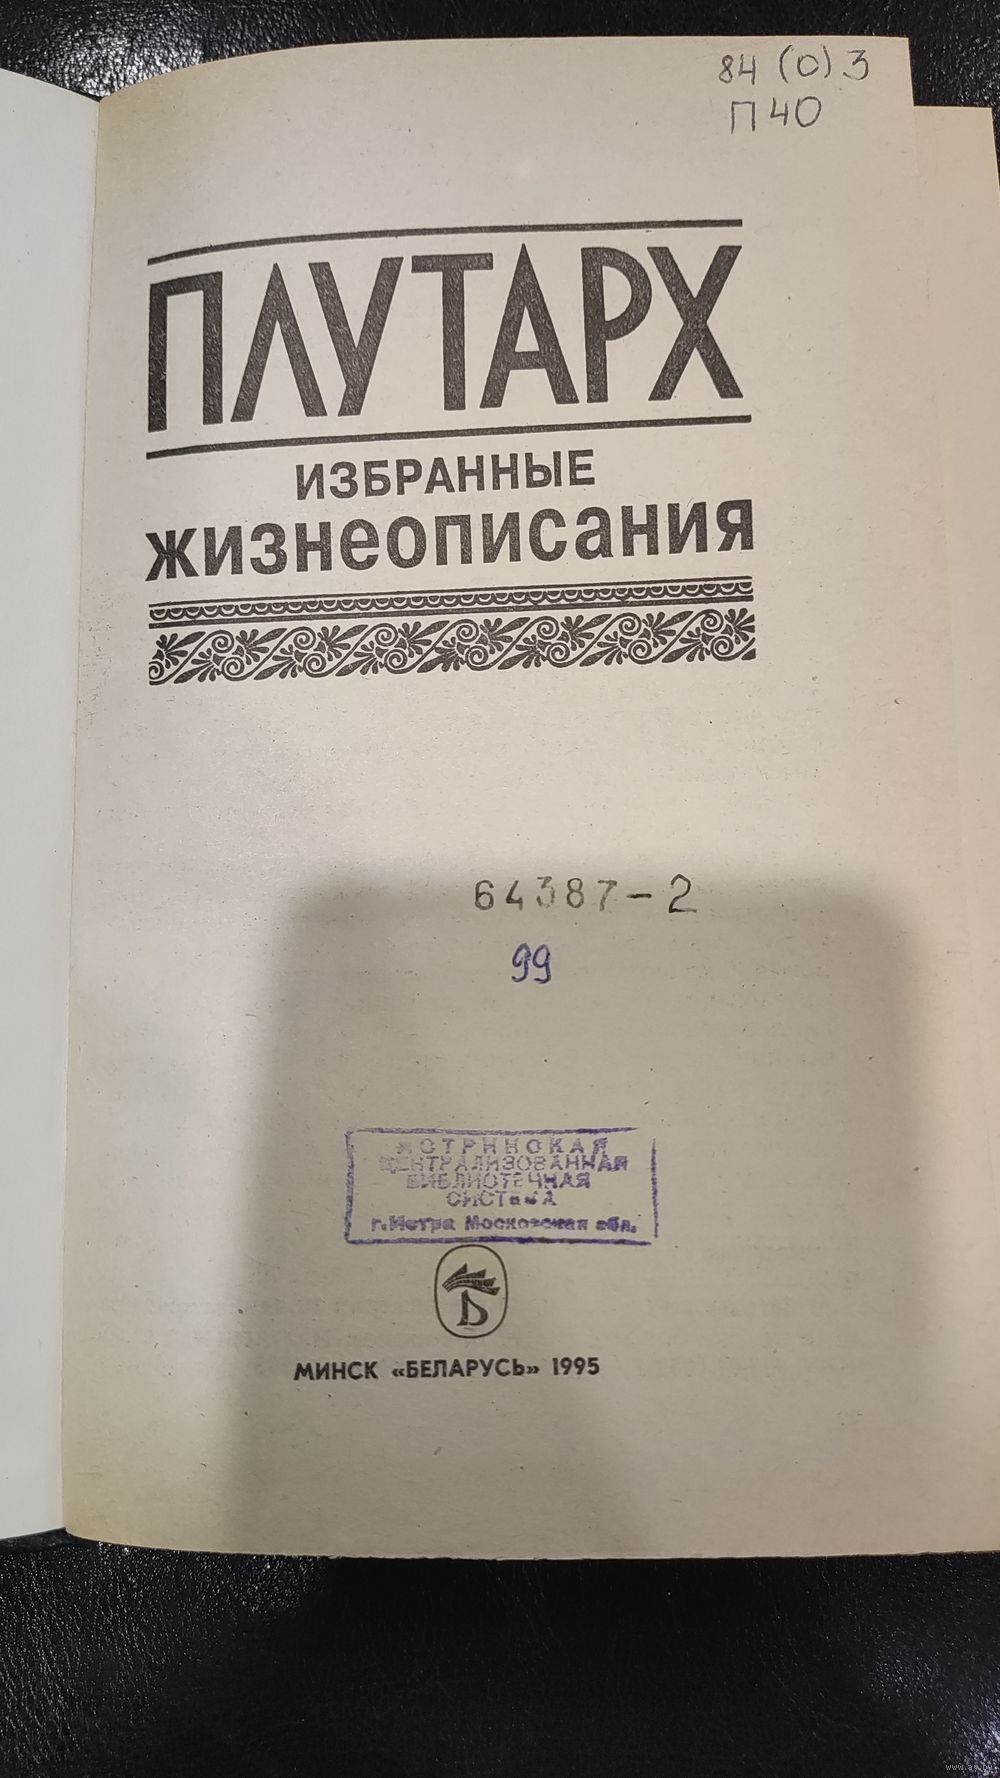 84 (0) 3
П 40
ПЛУТАРХ
ИЗБРАННЫЕ
ЖИЗНЕОПИСАНИЯ
64387-2
99
ИСТРИНСКАЯ
ЦЕНТРАЛИЗОВАННАЯ
БИБЛИОТЕЧНАЯ
СИСТЕМА
г.Истра Московская обл.
Б
МИНСК «БЕЛАРУСЬ» 1995